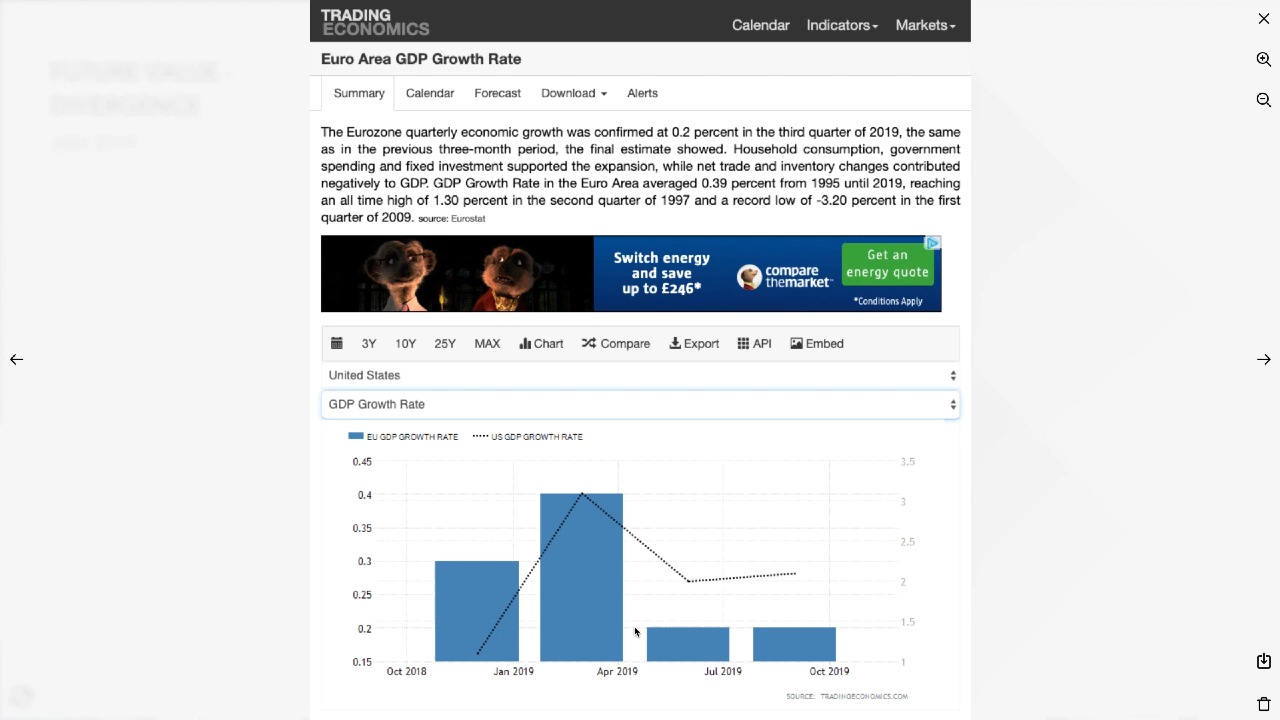 FUTURE VALUE -
DIVERGENCE
TRADING
ECONOMICS
Calendar Indicators Markets
Euro Area GDP Growth Rate
Summary Calendar Forecast Download Alerts
The Eurozone quarterly economic growth was confirmed at 0.2 percent in the third quarter of 2019, the same
as in the previous three-month period, the final estimate showed. Household consumption, government
spending and fixed investment supported the expansion, while net trade and inventory changes contributed
negatively to GDP. GDP Growth Rate in the Euro Area averaged 0.39 percent from 1995 until 2019, reaching
an all time high of 1.30 percent in the second quarter of 1997 and a record low of -3.20 percent in the first
quarter of 2009. source: Eurostat
Switch energy
and save
up to £246*
compare
themarket™
Get an
energy quote
*Conditions Apply
3Y 10Y 25Y MAX Chart Compare Export API Embed
United States
GDP Growth Rate
EU GDP GROWTH RATE US GDP GROWTH RATE
0.45 3.5
0.4 3
0.35 2.5
0.3 2
0.25 1.5
0.2 1
0.15
Oct 2018 Jan 2019 Apr 2019 Jul 2019 Oct 2019
SOURCE: TRADINGECONOMICS.COM